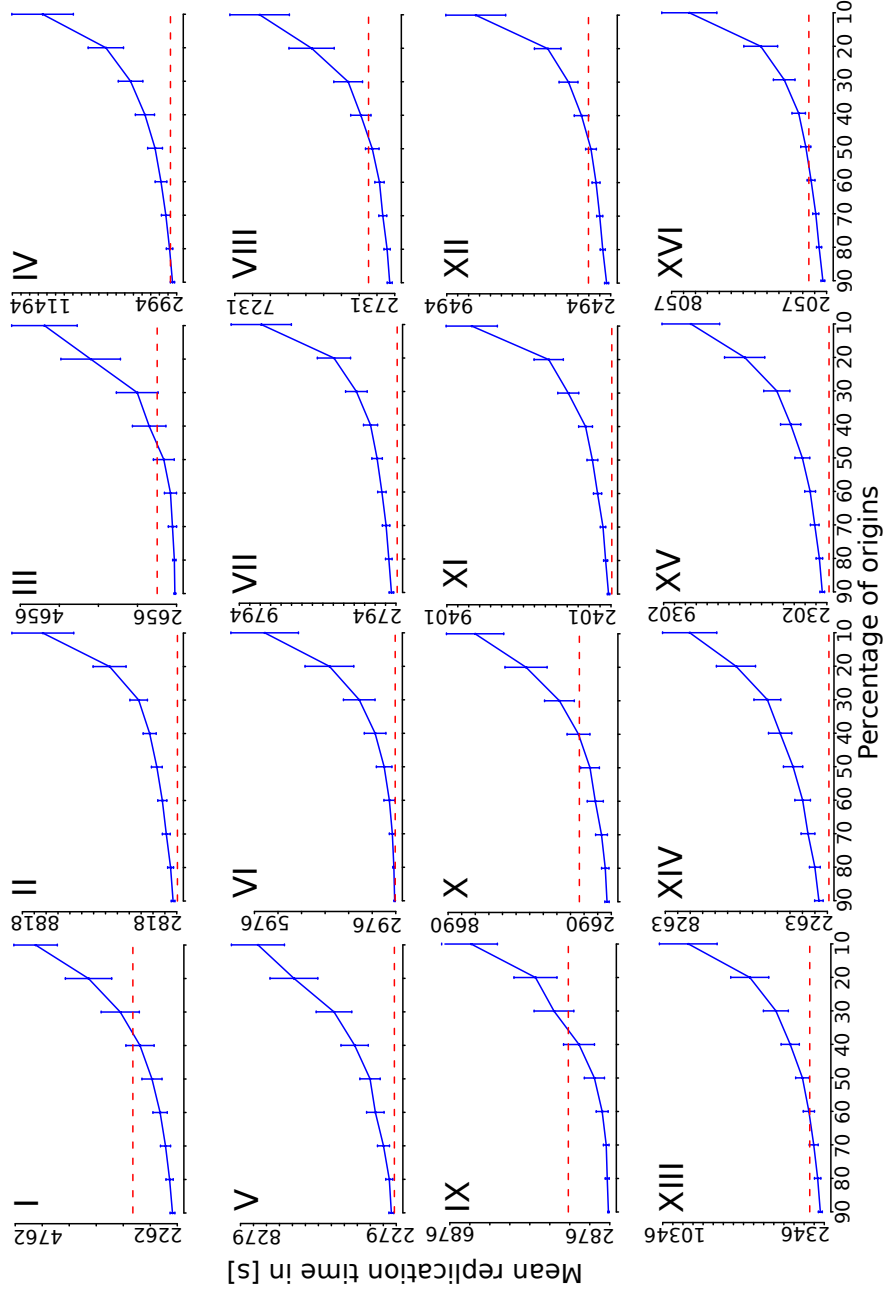 I
4762
2262
II
8818
2818
III
4656
2656
IV
11494
2994
V
8279
2279
VI
5976
2976
VII
9794
2794
VIII
7231
2731
IX
6876
2876
X
8690
2690
XI
9401
2401
XII
9494
2494
XIII
10346
2346
90 80 70 60 50 40 30 20 10
XIV
8263
2263
90 80 70 60 50 40 30 20 10
XV
9302
2302
90 80 70 60 50 40 30 20 10
XVI
8057
2057
90 80 70 60 50 40 30 20 10
Mean replication time in [s]
Percentage of origins